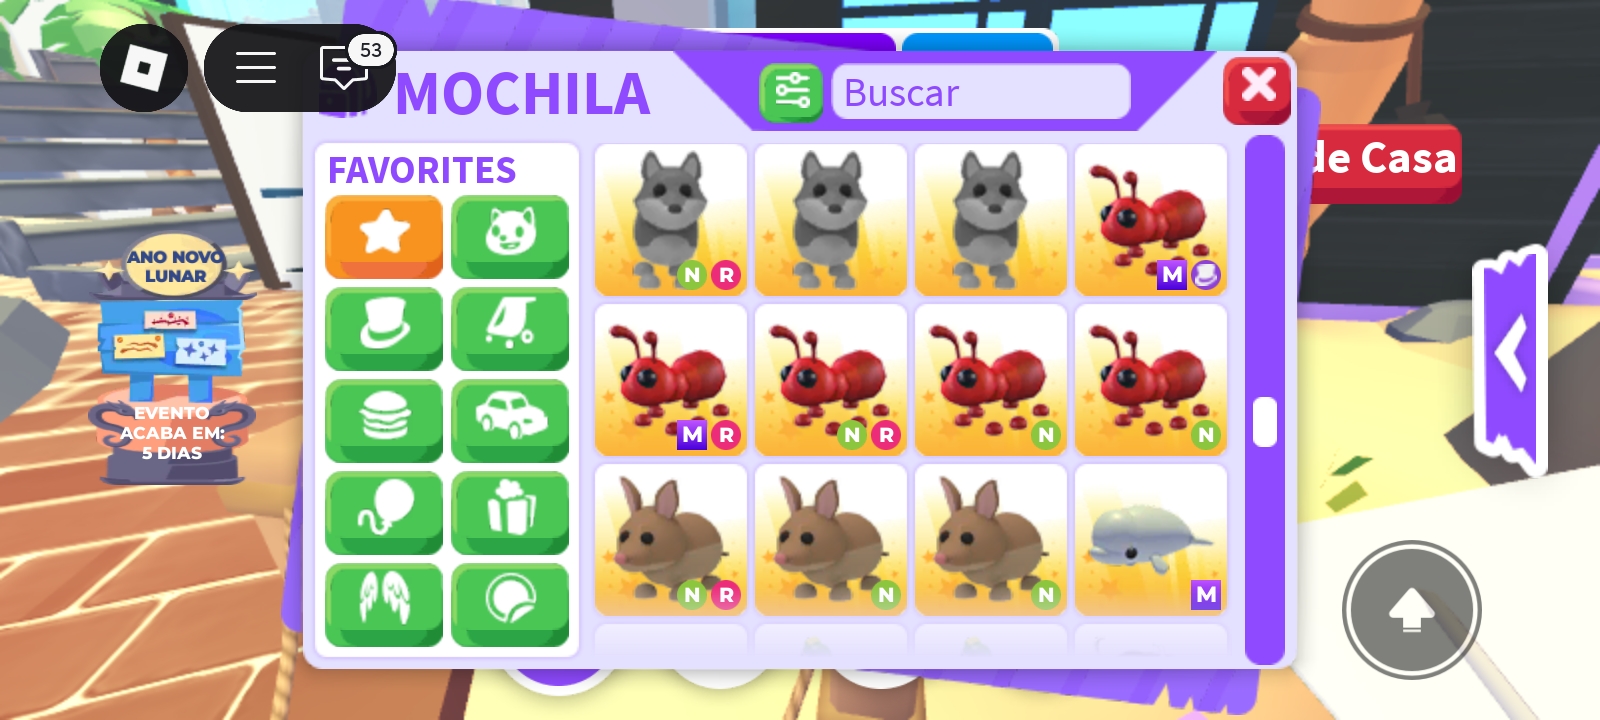 53
MOCHILA
Buscar
FAVORITES
de Casa
ANO NOVO
LUNAR
EVENTO
ACABA EM:
5 DIAS
N R
M
M R
N R
N
N
N R
N
N
M